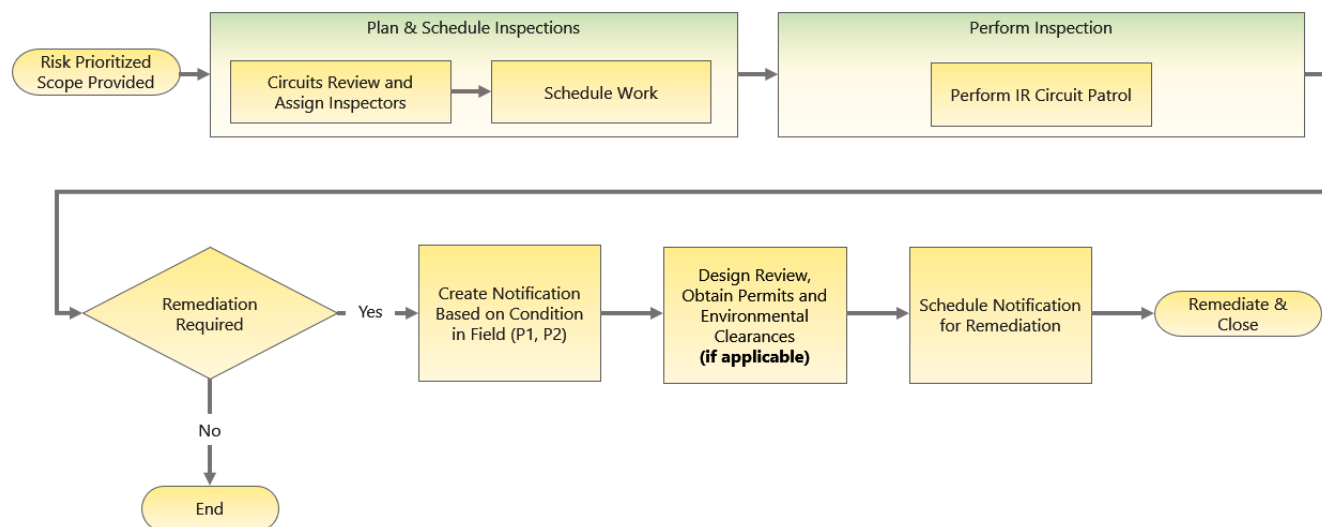 Plan & Schedule Inspections
Perform Inspection
Risk Prioritized
Scope Provided
Circuits Review and
Assign Inspectors
Schedule Work
Perform IR Circuit Patrol
Remediation
Required
Yes
Create Notification
Based on Condition
in Field (P1, P2)
Design Review,
Obtain Permits and
Environmental
Clearances
(if applicable)
Schedule Notification
for Remediation
Remediate &
Close
No
End